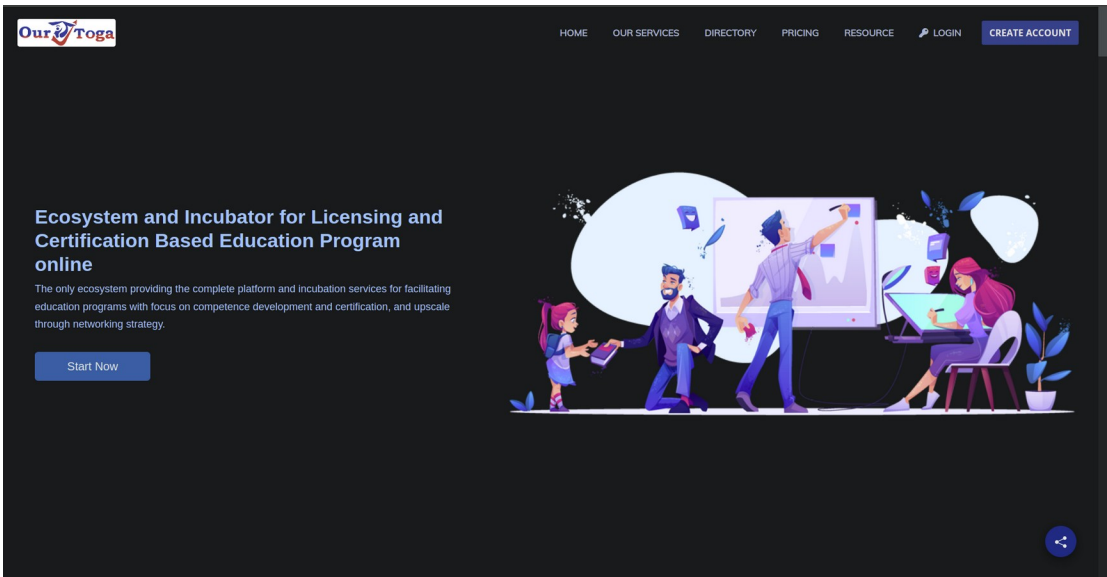 Our Toga
HOME OUR SERVICES DIRECTORY PRICING RESOURCE LOGIN CREATE ACCOUNT
Ecosystem and Incubator for Licensing and
Certification Based Education Program
online
The only ecosystem providing the complete platform and incubation services for facilitating
education programs with focus on competence development and certification, and upscale
through networking strategy.
Start Now